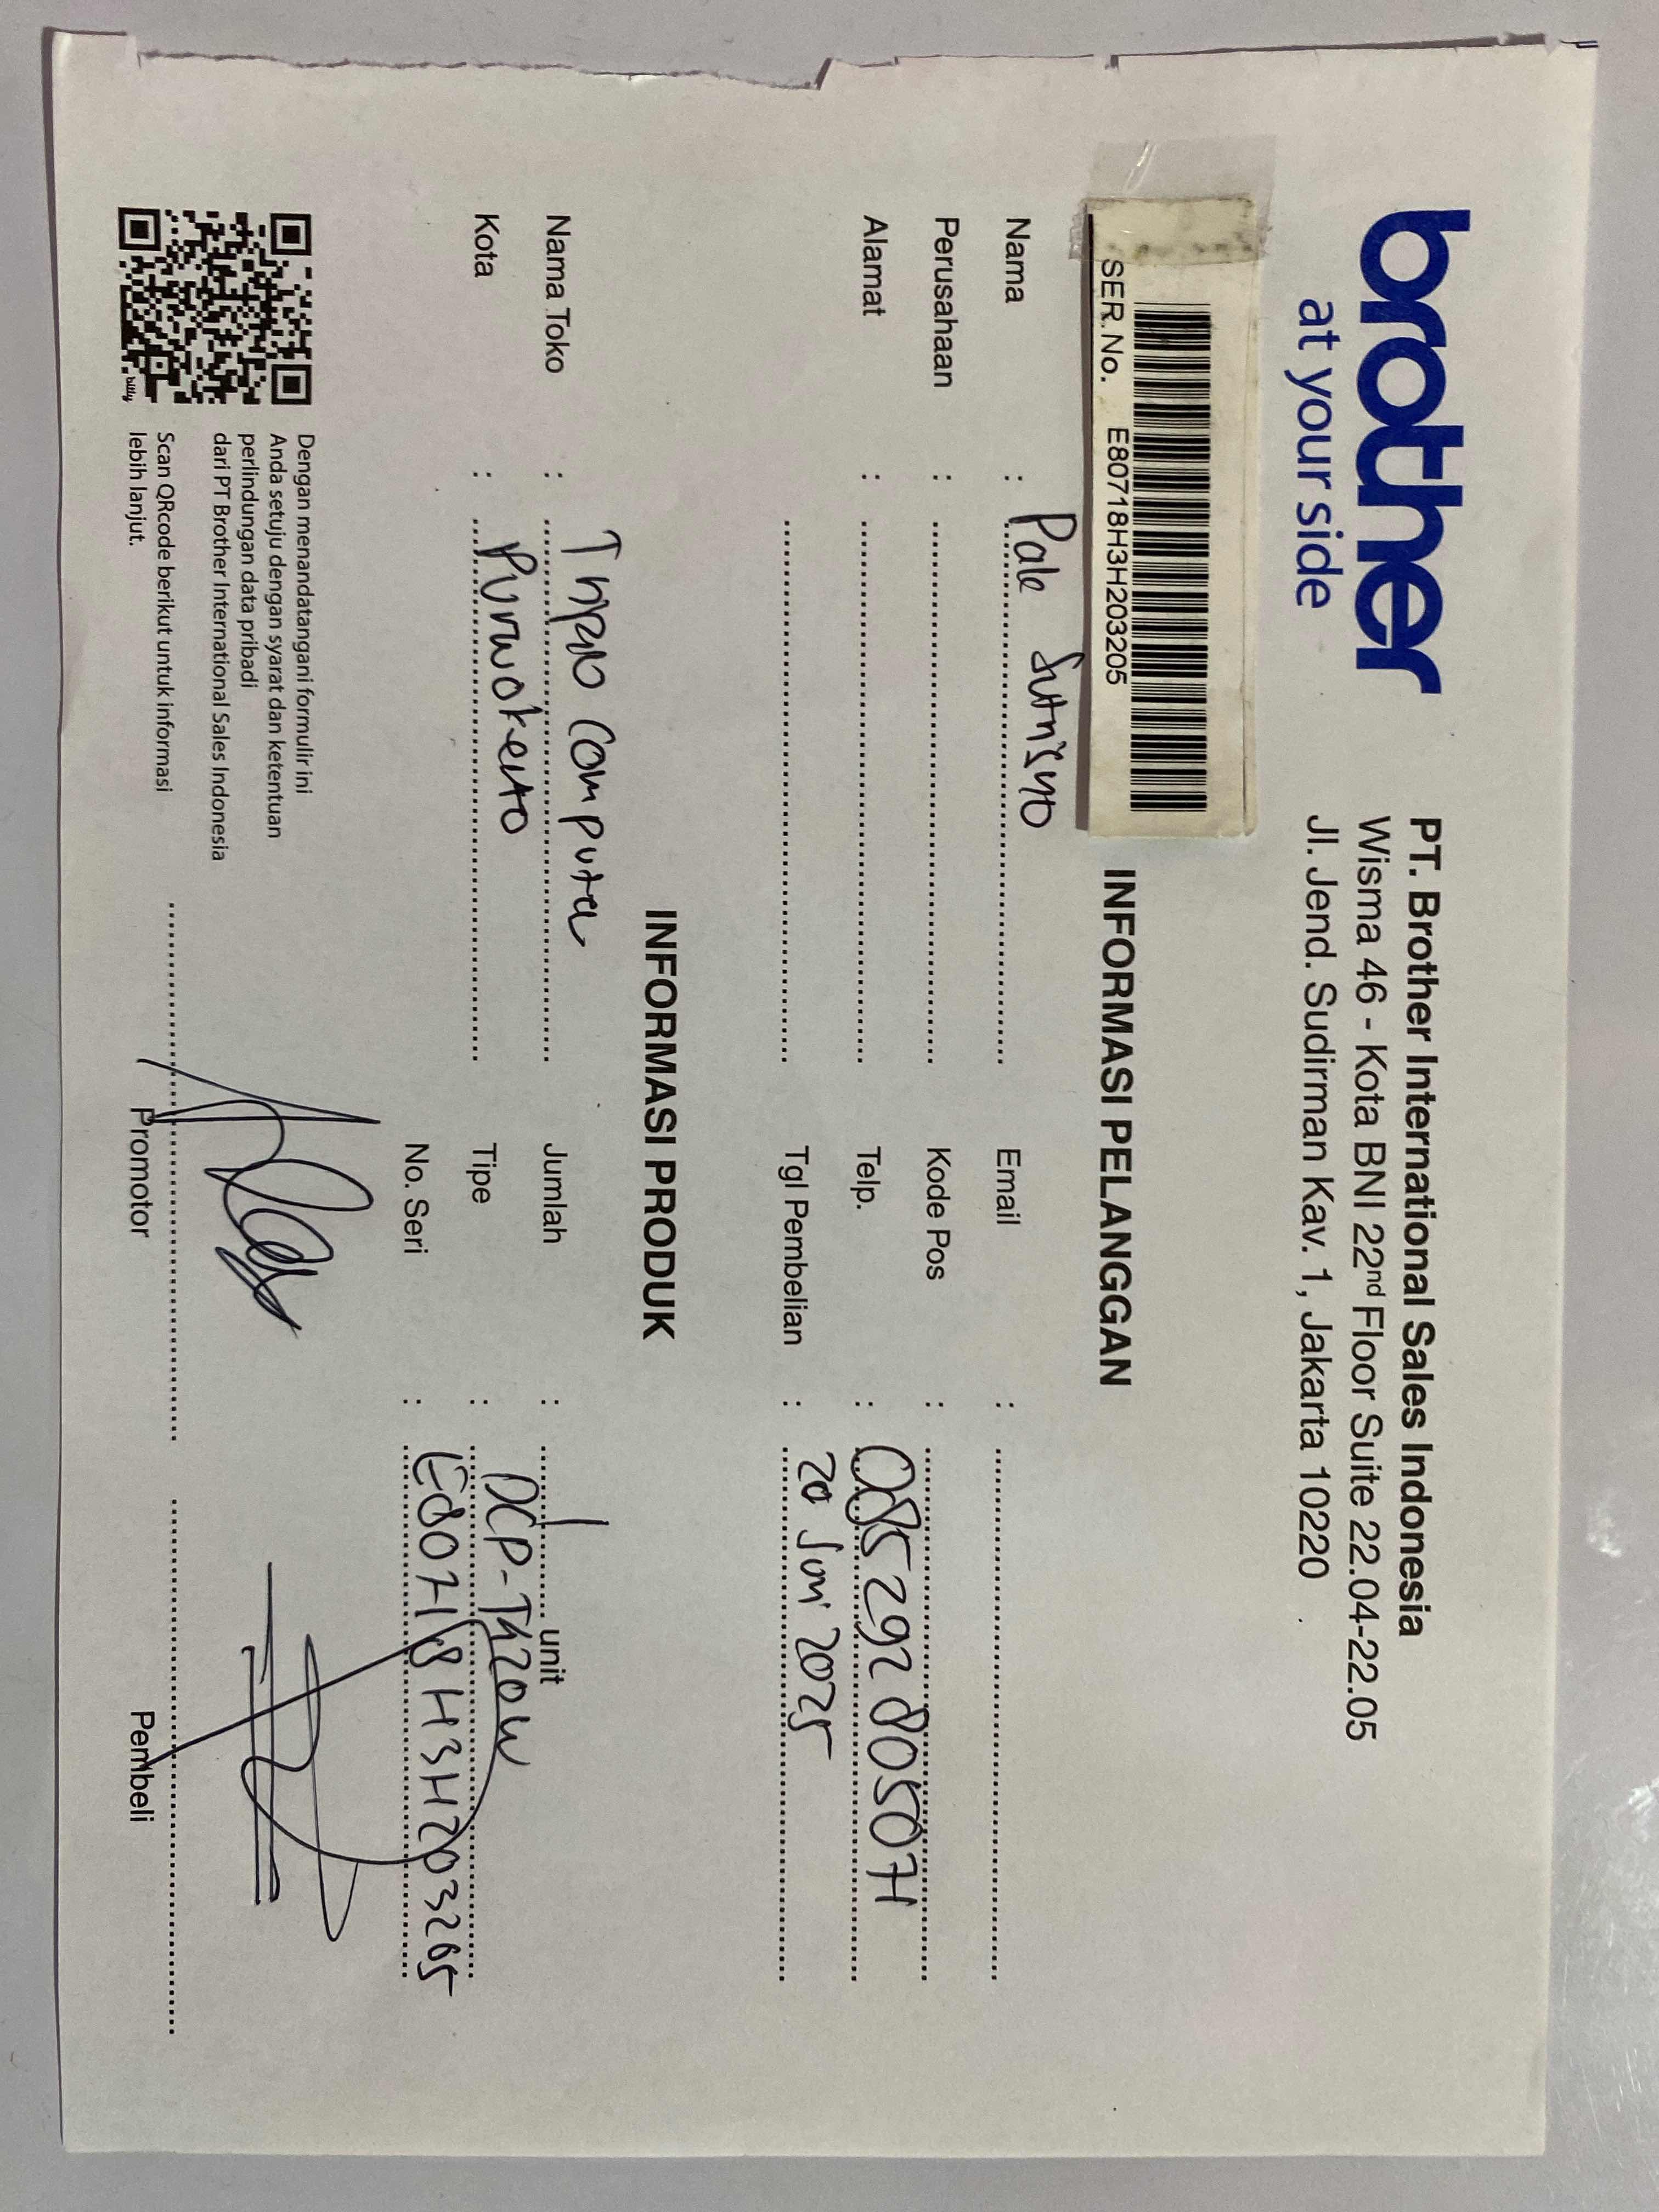 brother
at your side
PT. Brother International Sales Indonesia
Wisma 46 - Kota BNI 22nd Floor Suite 22.04-22.05
Jl. Jend. Sudirman Kav. 1, Jakarta 10220
SER. No. E80718H3H203205
INFORMASI PELANGGAN
Nama : Pak Sutrisno
Email :
Perusahaan :
Kode Pos :
Alamat :
Telp. : 085292805071
Tgl Pembelian : 20 Juni 2025
INFORMASI PRODUK
Nama Toko : Computer
Jumlah : 1 unit
Kota : Purwokerto
Tipe : DCP-T420W
No. Seri : E80718H3H203205
Dengan menandatangani formulir ini
Anda setuju dengan syarat dan ketentuan
perlindungan data pribadi
dari PT Brother International Sales Indonesia
Scan QRcode berikut untuk informasi
lebih lanjut.
bitly
Promotor
Pembeli